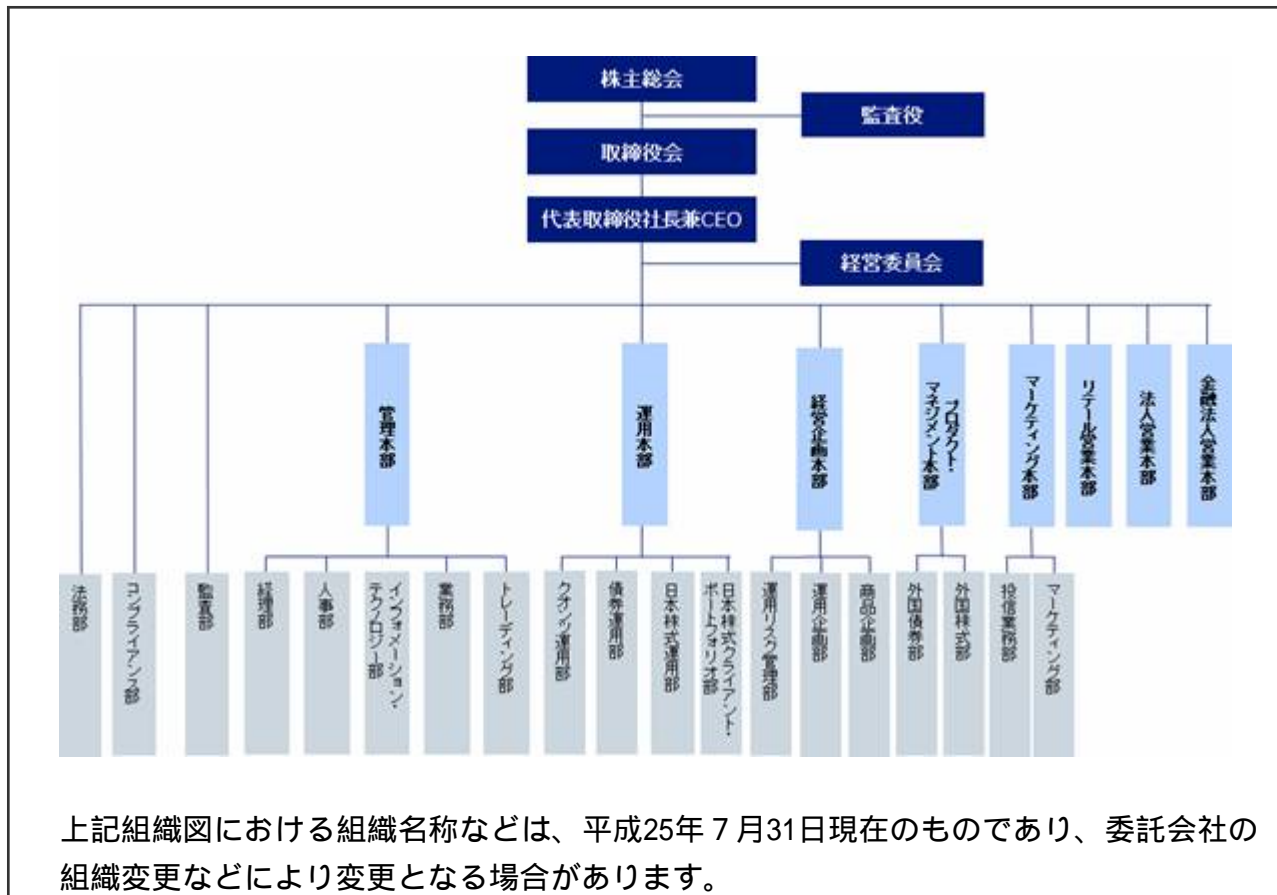 株主総会
監査役
取締役会
代表取締役社長兼CEO
経営委員会
管理本部
運用本部
経営企画本部
プロダクト・
マネジメント本部
マーケティング本部
リテール営業本部
法人営業本部
金融法人営業本部
法務部
コンプライアンス部
監査部
経理部
人事部
インフォメーション・
テクノロジー部
業務部
トレーディング部
クオンツ運用部
債券運用部
日本株式運用部
日本株式クライアント・
ポートフォリオ部
運用リスク管理部
運用企画部
商品企画部
外国債券部
外国株式部
投信業務部
マーケティング部
上記組織図における組織名称などは、平成25年7月31日現在のものであり、委託会社の
組織変更などにより変更となる場合があります。